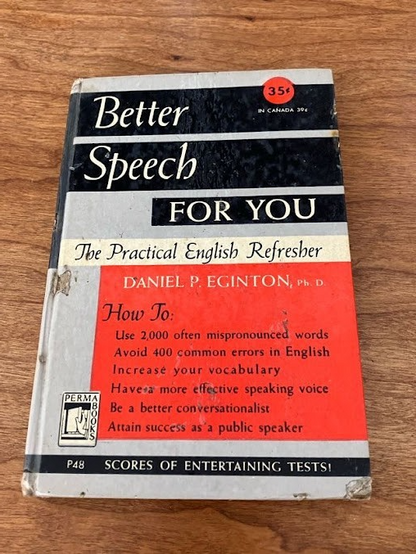 Better
35¢
IN CANADA 39¢
Speech
FOR YOU
The Practical English Refresher
DANIEL P. EGINTON, Ph. D.
How To:
Use 2,000 often mispronounced words
Avoid 400 common errors in English
Increase your vocabulary
Have a more effective speaking voice
Be a better conversationalist
Attain success as a public speaker
PERMA
BOOKS
P48 SCORES OF ENTERTAINING TESTS!